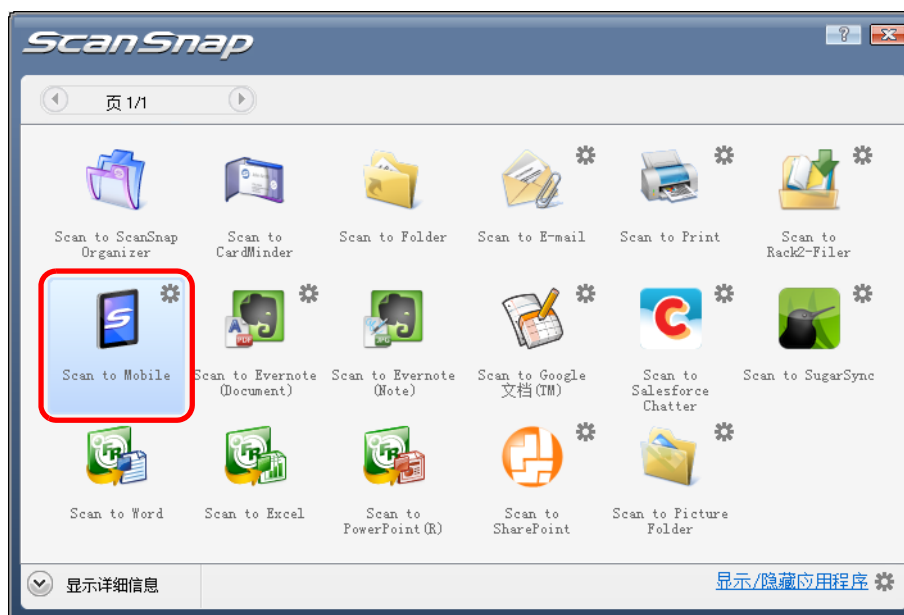 ScanSnap
?
页 1/1
Scan to ScanSnap
Organizer
Scan to
CardMinder
Scan to Folder
Scan to E-mail
Scan to Print
Scan to
Rack2-Filer
Scan to Mobile
Scan to Evernote
(Document)
Scan to Evernote
(Note)
Scan to Google
文档(TM)
Scan to
Salesforce
Chatter
Scan to SugarSync
Scan to Word
Scan to Excel
Scan to
PowerPoint(R)
Scan to
SharePoint
Scan to Picture
Folder
显示详细信息
显示/隐藏应用程序